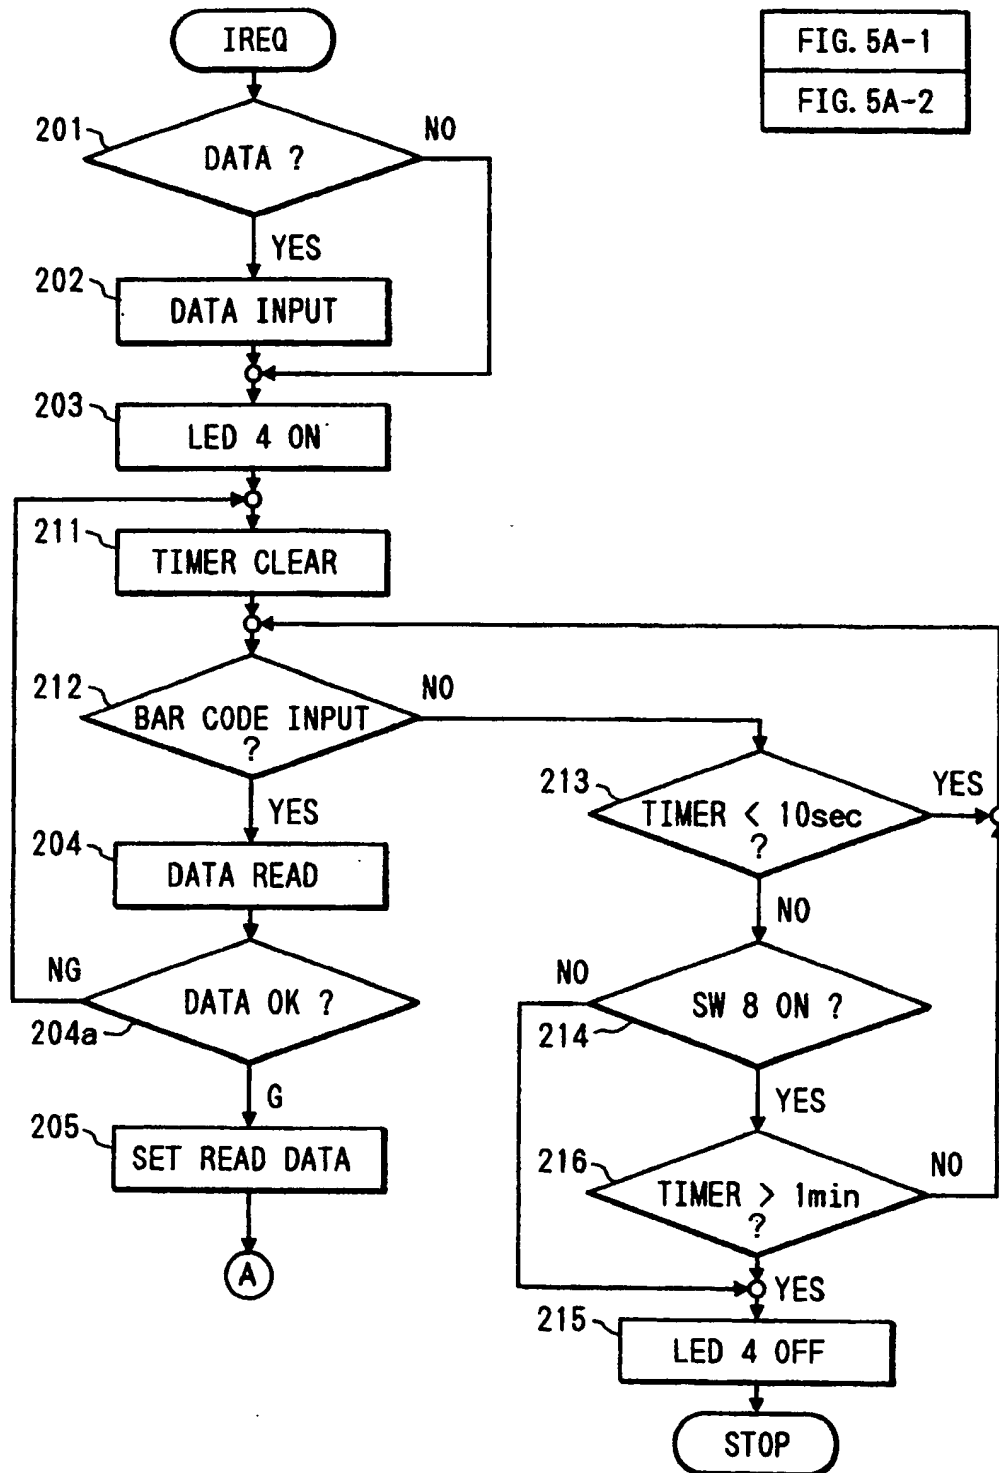 IREQ
FIG. 5A-1
FIG. 5A-2
201
DATA ?
NO
YES
202
DATA INPUT
203
LED 4 ON
211
TIMER CLEAR
212
BAR CODE INPUT
?
NO
YES
213
TIMER < 10sec
?
YES
NO
204
DATA READ
NG
DATA OK ?
204a
G
NO
SW 8 ON ?
214
YES
205
SET READ DATA
216
TIMER > 1min
?
NO
YES
A
215
LED 4 OFF
STOP